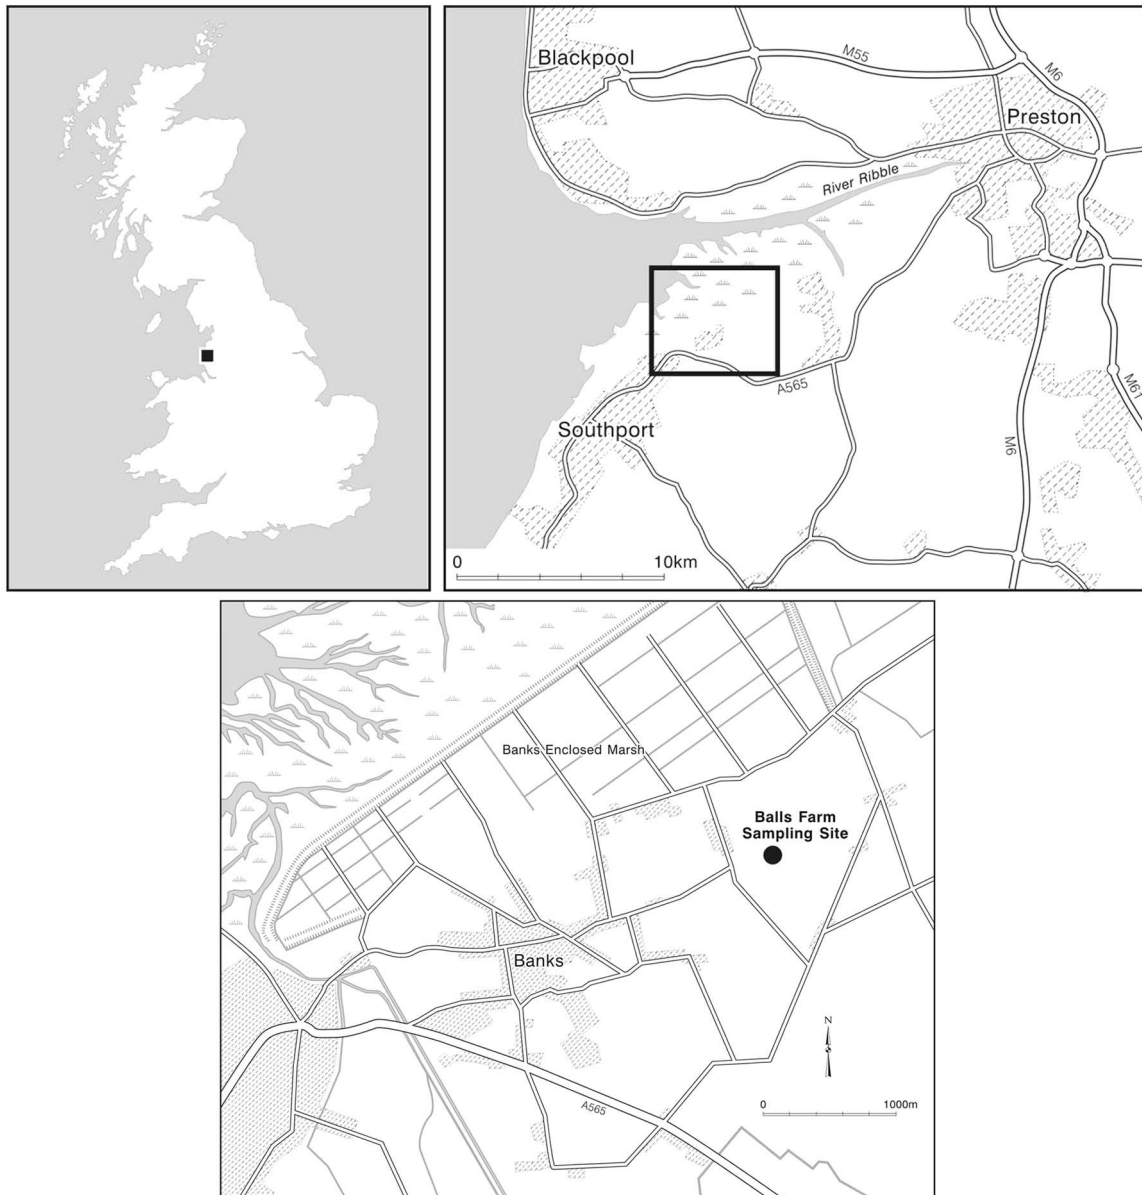 Blackpool
M55
M6
Preston
River Ribble
A565
M61
Southport
M6
0 10km
Banks Enclosed Marsh
Balls Farm
Sampling Site
Banks
N
0 1000m
A565